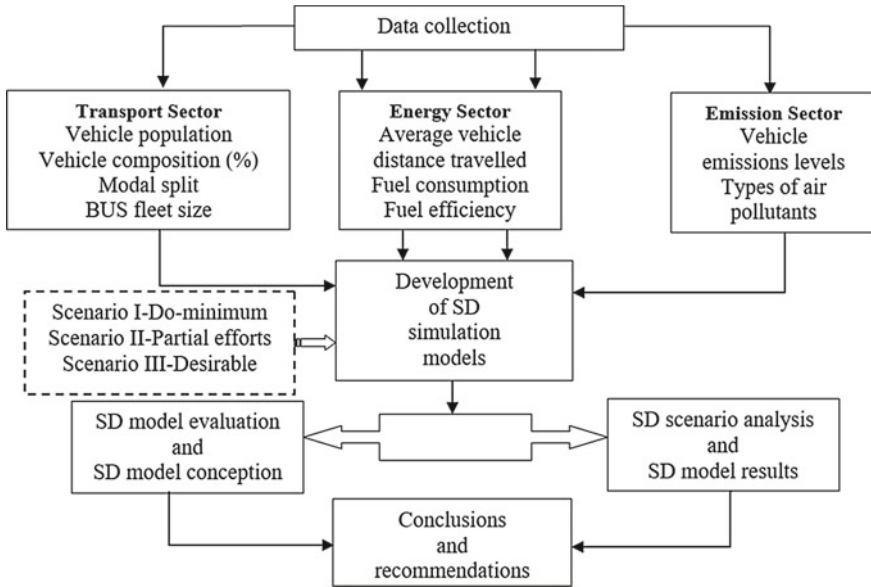 Data collection
Transport Sector
Vehicle population
Vehicle composition (%)
Modal split
BUS fleet size
Energy Sector
Average vehicle
distance travelled
Fuel consumption
Fuel efficiency
Emission Sector
Vehicle
emissions levels
Types of air
pollutants
Scenario I-Do-minimum
Scenario II-Partial efforts
Scenario III-Desirable
Development
of SD
simulation
models
SD model evaluation
and
SD model conception
SD scenario analysis
and
SD model results
Conclusions
and
recommendations